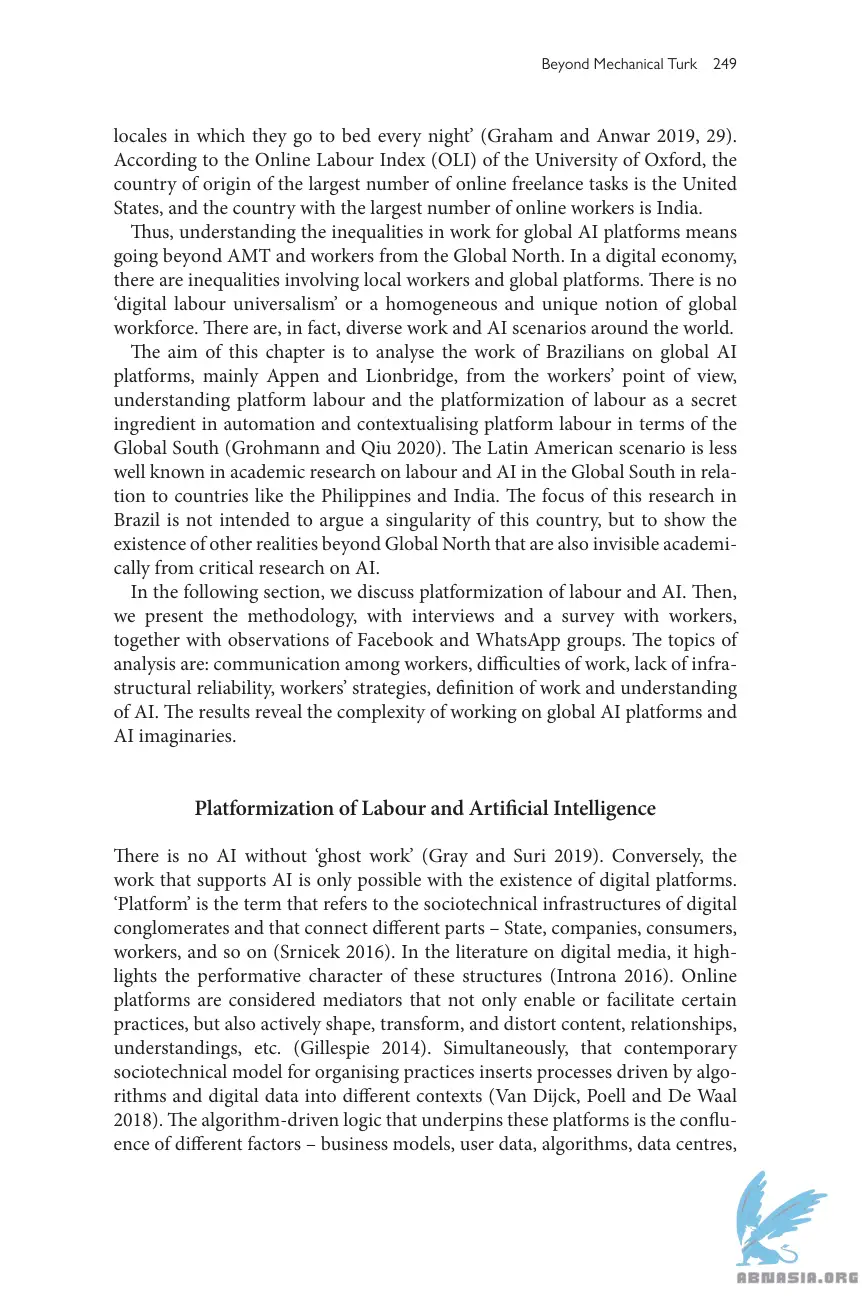 Beyond Mechanical Turk 249
locales in which they go to bed every night’ (Graham and Anwar 2019, 29).
According to the Online Labour Index (OLI) of the University of Oxford, the
country of origin of the largest number of online freelance tasks is the United
States, and the country with the largest number of online workers is India.
Thus, understanding the inequalities in work for global AI platforms means
going beyond AMT and workers from the Global North. In a digital economy,
there are inequalities involving local workers and global platforms. There is no
‘digital labour universalism’ or a homogeneous and unique notion of global
workforce. There are, in fact, diverse work and AI scenarios around the world.
The aim of this chapter is to analyse the work of Brazilians on global AI
platforms, mainly Appen and Lionbridge, from the workers’ point of view,
understanding platform labour and the platformization of labour as a secret
ingredient in automation and contextualising platform labour in terms of the
Global South (Grohmann and Qiu 2020). The Latin American scenario is less
well known in academic research on labour and AI in the Global South in rela-
tion to countries like the Philippines and India. The focus of this research in
Brazil is not intended to argue a singularity of this country, but to show the
existence of other realities beyond Global North that are also invisible academi-
cally from critical research on AI.
In the following section, we discuss platformization of labour and AI. Then,
we present the methodology, with interviews and a survey with workers,
together with observations of Facebook and WhatsApp groups. The topics of
analysis are: communication among workers, difficulties of work, lack of infra-
structural reliability, workers’ strategies, definition of work and understanding
of AI. The results reveal the complexity of working on global AI platforms and
AI imaginaries.
Platformization of Labour and Artificial Intelligence
There is no AI without ‘ghost work’ (Gray and Suri 2019). Conversely, the
work that supports AI is only possible with the existence of digital platforms.
‘Platform’ is the term that refers to the sociotechnical infrastructures of digital
conglomerates and that connect different parts – State, companies, consumers,
workers, and so on (Srnicek 2016). In the literature on digital media, it high-
lights the performative character of these structures (Introna 2016). Online
platforms are considered mediators that not only enable or facilitate certain
practices, but also actively shape, transform, and distort content, relationships,
understandings, etc. (Gillespie 2014). Simultaneously, that contemporary
sociotechnical model for organising practices inserts processes driven by algo-
rithms and digital data into different contexts (Van Dijck, Poell and De Waal
2018). The algorithm-driven logic that underpins these platforms is the conflu-
ence of different factors – business models, user data, algorithms, data centres,
ABNASIA.ORG